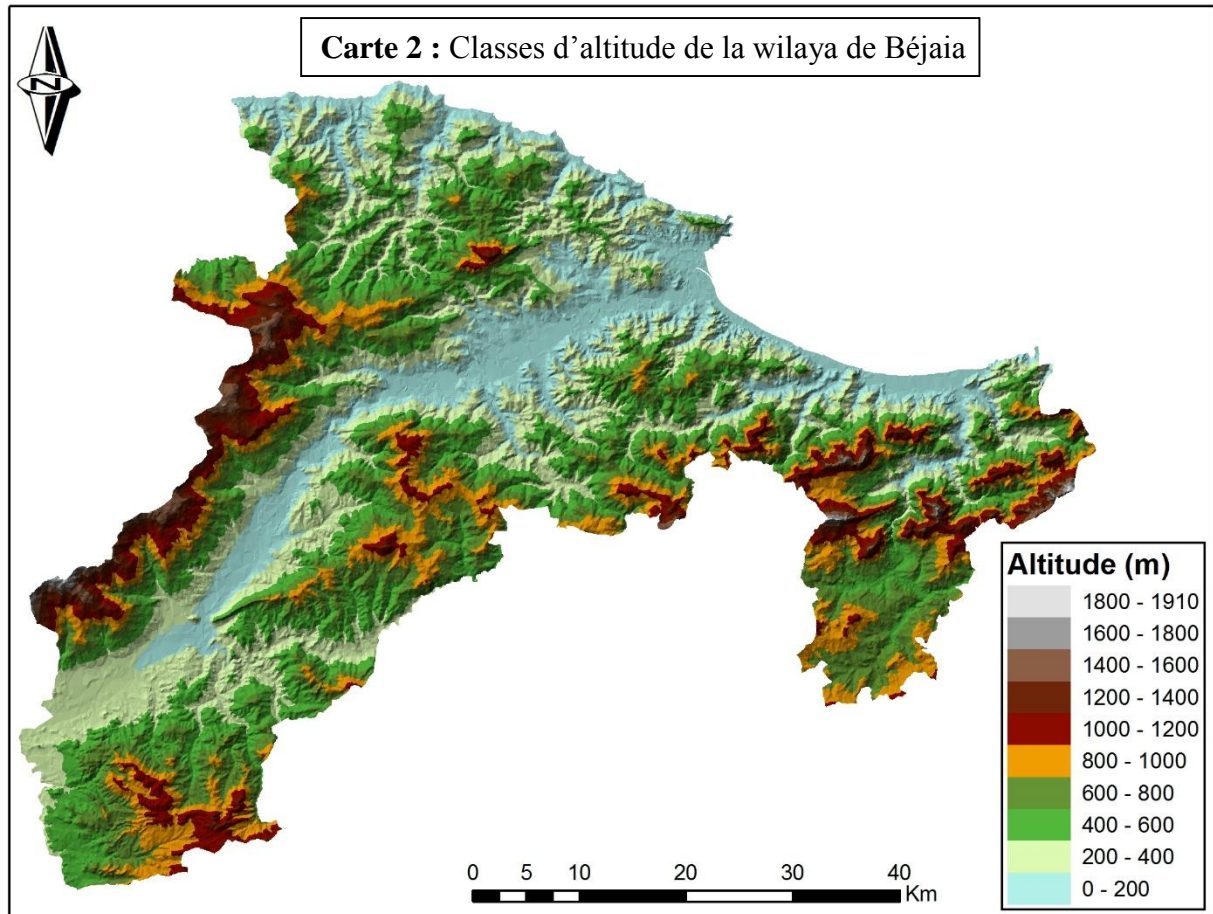 Carte 2 : Classes d'altitude de la wilaya de Béjaia
N
Altitude (m)
1800 - 1910
1600 - 1800
1400 - 1600
1200 - 1400
1000 - 1200
800 - 1000
600 - 800
400 - 600
200 - 400
0 - 200
0 5 10 20 30 40
Km